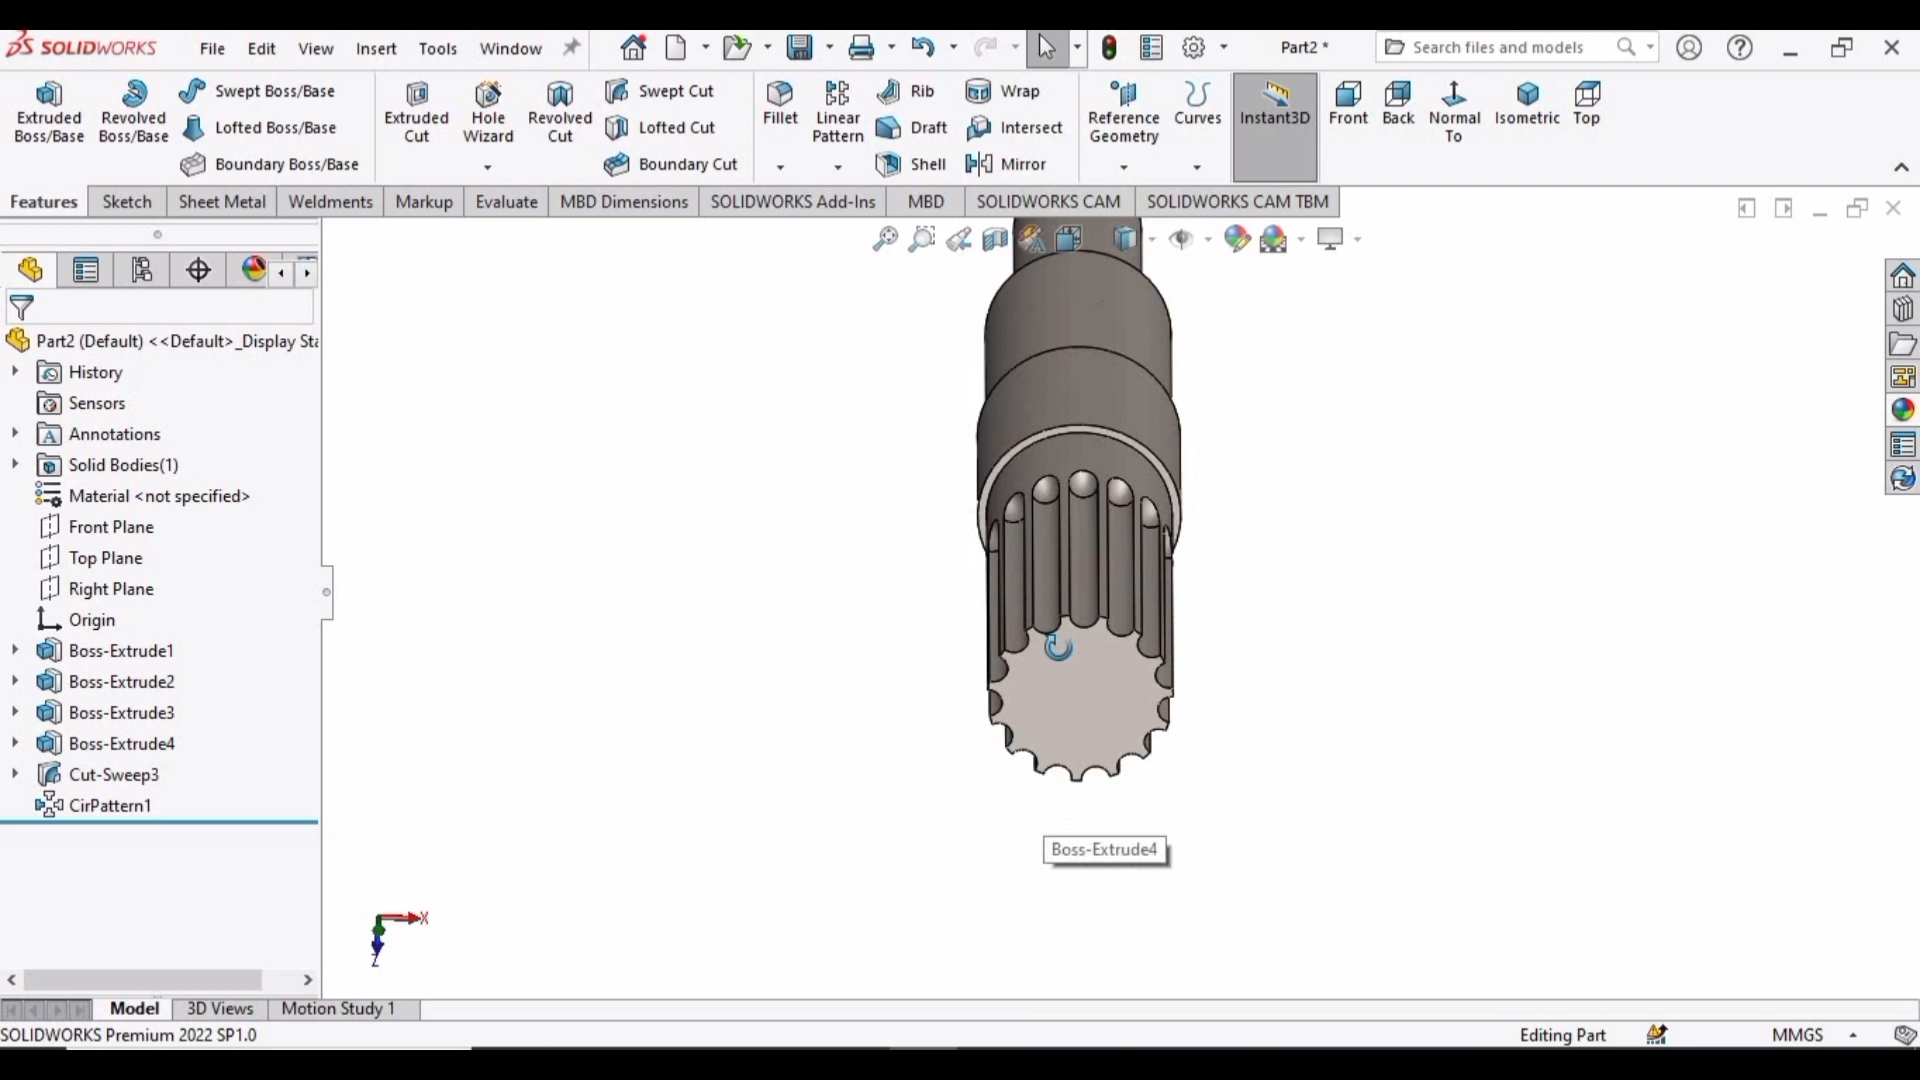 SOLIDWORKS File Edit View Insert Tools Window Part2 * Search files and models
Extruded Boss/Base
Revolved Boss/Base
Swept Boss/Base
Lofted Boss/Base
Boundary Boss/Base
Extruded Cut
Hole Wizard
Revolved Cut
Swept Cut
Lofted Cut
Boundary Cut
Fillet
Linear Pattern
Rib
Draft
Shell
Wrap
Intersect
Mirror
Reference Geometry
Curves
Instant3D
Front
Back
Normal To
Isometric
Top
Features Sketch Sheet Metal Weldments Markup Evaluate MBD Dimensions SOLIDWORKS Add-Ins MBD SOLIDWORKS CAM SOLIDWORKS CAM TBM
Part2 (Default) <<Default>_Display Sta
History
Sensors
Annotations
Solid Bodies(1)
Material <not specified>
Front Plane
Top Plane
Right Plane
Origin
Boss-Extrude1
Boss-Extrude2
Boss-Extrude3
Boss-Extrude4
Cut-Sweep3
CirPattern1
Boss-Extrude4
X
Z
Model 3D Views Motion Study 1
SOLIDWORKS Premium 2022 SP1.0 Editing Part MMGS